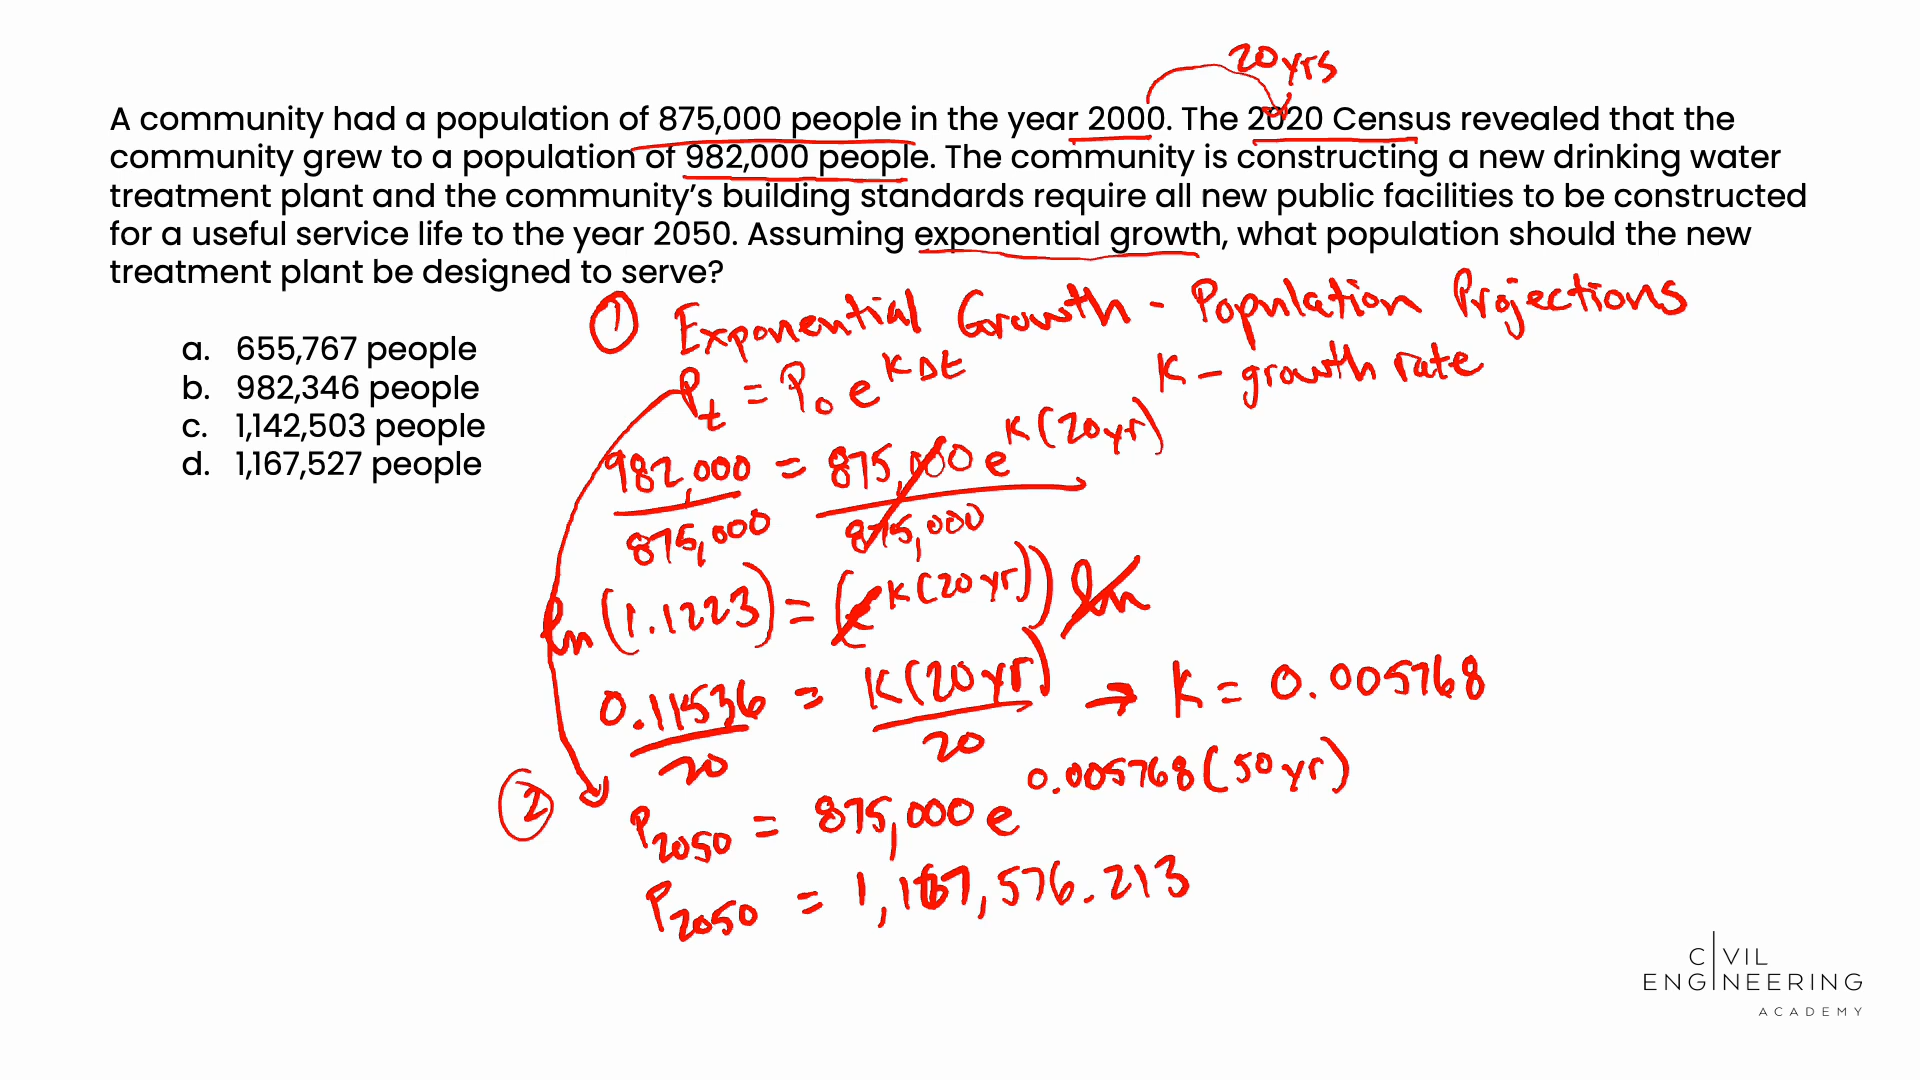 20yrs
A community had a population of 875,000 people in the year 2000. The 2020 Census revealed that the
community grew to a population of 982,000 people. The community is constructing a new drinking water
treatment plant and the community's building standards require all new public facilities to be constructed
for a useful service life to the year 2050. Assuming exponential growth, what population should the new
treatment plant be designed to serve?
a. 655,767 people
b. 982,346 people
c. 1,142,503 people
d. 1,167,527 people
① Exponential Growth - Population Projections
P_t = P_0 e^{KΔt} K - growth rate
982,000 / 875,000 = 875,000 e^{K(20yr)} / 875,000
ln(1.1223) = (e^{K(20yr)}) ln
0.11536 / 20 = K(20yr) / 20 → K = 0.005768
② P_2050 = 875,000 e^{0.005768(50yr)}
P_2050 = 1,167,576.213
CIVIL
ENGINEERING
ACADEMY